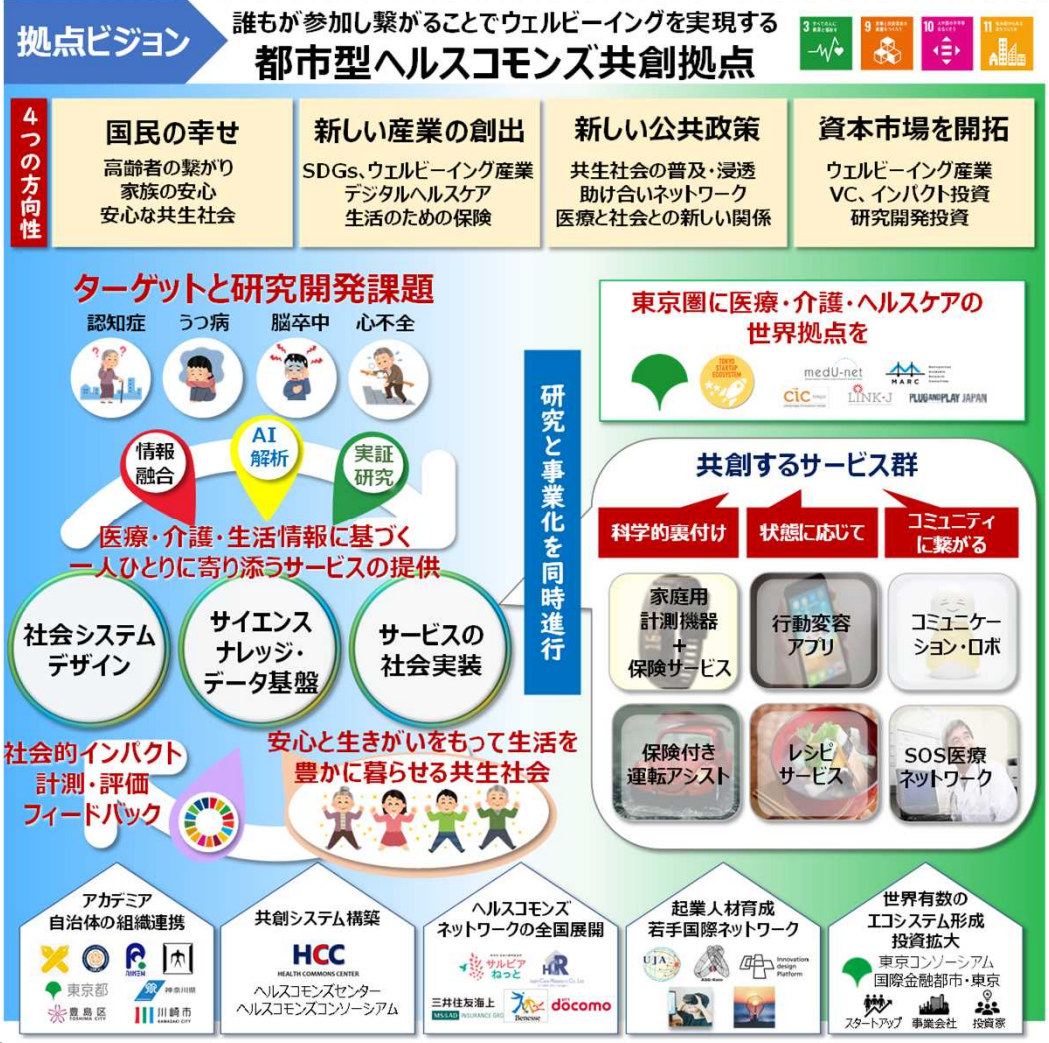 拠点ビジョン
誰もが参加し繋がることでウェルビーイングを実現する
都市型ヘルスコモンズ共創拠点
3
9
10
11
4つの方向性
国民の幸せ
高齢者の繋がり
家族の安心
安心な共生社会
新しい産業の創出
SDGs、ウェルビーイング産業
デジタルヘルスケア
生活のための保険
新しい公共政策
共生社会の普及・浸透
助け合いネットワーク
医療と社会との新しい関係
資本市場を開拓
ウェルビーイング産業
VC、インパクト投資
研究開発投資
ターゲットと研究開発課題
認知症
うつ病
脳卒中
心不全
情報
融合
AI
解析
実証
研究
医療・介護・生活情報に基づく
一人ひとりに寄り添うサービスの提供
社会システム
デザイン
サイエンス
ナレッジ・
データ基盤
サービスの
社会実装
社会的インパクト
計測・評価
フィードバック
安心と生きがいをもって生活を
豊かに暮らせる共生社会
研究と事業化を同時進行
東京圏に医療・介護・ヘルスケアの
世界拠点を
TOKYO
STARTUP
ECOSYSTEM
medU-net
MARC
CIC
LINK-J
PLUGANDPLAY JAPAN
共創するサービス群
科学的裏付け
状態に応じて
コミュニティ
に繋がる
家庭用
計測機器
+
保険サービス
行動変容
アプリ
コミュニケー
ション・ロボ
保険付き
運転アシスト
レシピ
サービス
SOS医療
ネットワーク
アカデミア
自治体の組織連携
RIKEN
東京都
神奈川県
豊島区
TOSHIMA CITY
川崎市
KAWASAKI CITY
共創システム構築
HCC
HEALTH COMMONS CENTER
ヘルスコモンズセンター
ヘルスコモンズコンソーシアム
ヘルスコモンズ
ネットワークの全国展開
サルビア
ねっと
三井住友海上
MS&AD
Benesse
döcomo
起業人材育成
若手国際ネットワーク
UJA
Innovation
design
Platform
世界有数の
エコシステム形成
投資拡大
東京コンソーシアム
国際金融都市・東京
スタートアップ
事業会社
投資家